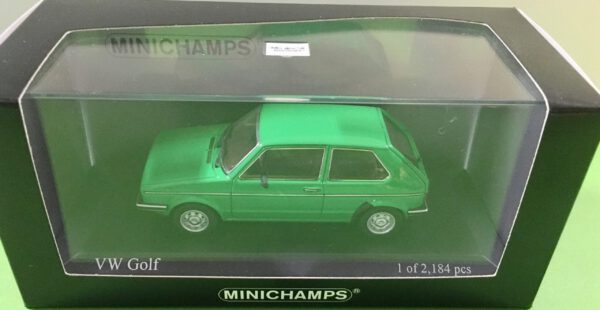 MINICHAMPS
VW Golf
1 of 2,184 pcs
MINICHAMPS